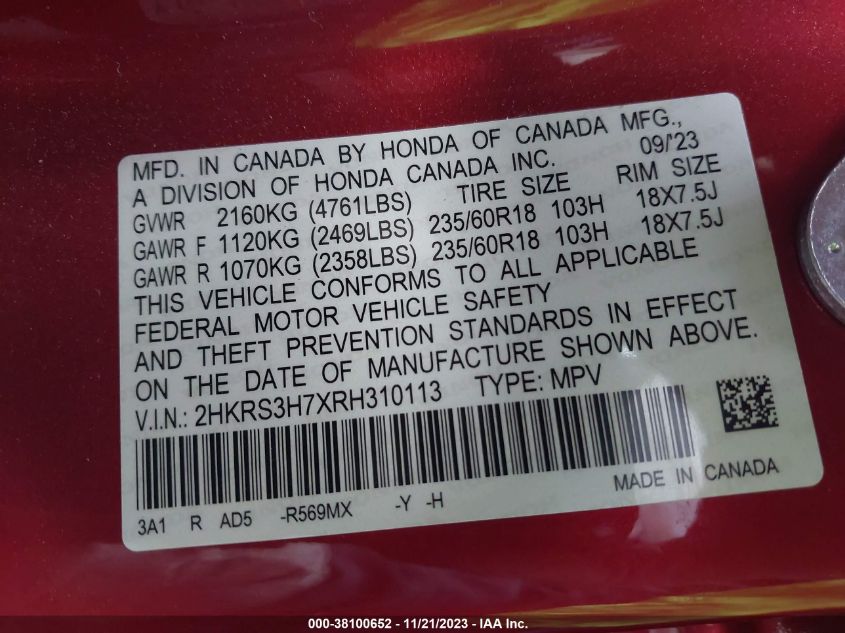 MFD. IN CANADA BY HONDA OF CANADA MFG.,
A DIVISION OF HONDA CANADA INC. 09/'23
GVWR 2160KG (4761LBS) TIRE SIZE RIM SIZE
GAWR F 1120KG (2469LBS) 235/60R18 103H 18X7.5J
GAWR R 1070KG (2358LBS) 235/60R18 103H 18X7.5J
THIS VEHICLE CONFORMS TO ALL APPLICABLE
FEDERAL MOTOR VEHICLE SAFETY
AND THEFT PREVENTION STANDARDS IN EFFECT
ON THE DATE OF MANUFACTURE SHOWN ABOVE.
V.I.N.: 2HKRS3H7XRH310113 TYPE: MPV
MADE IN CANADA
3A1 R AD5 -R569MX -Y -H
000-38100652 - 11/21/2023 - IAA Inc.